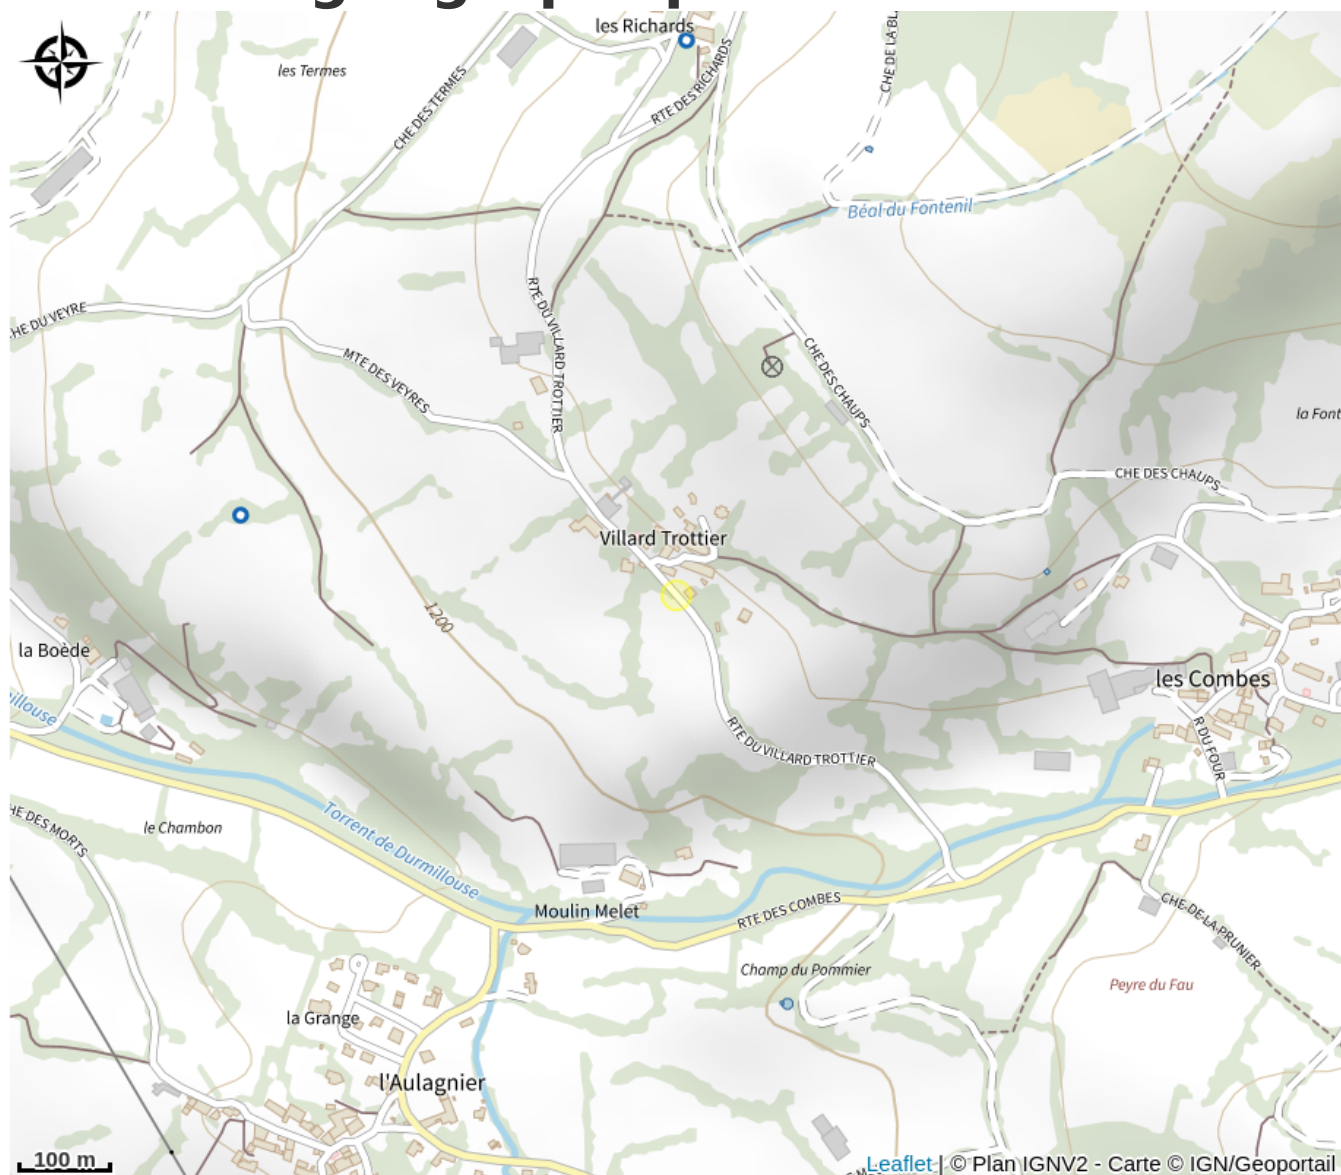 les Richards
les Termes
CHE DES TERMES
RTE DES RICHARDS
CHE DE LA BL
Béal du Fontenil
HE DU VEYRE
RTE DU VILLARD TROTTIER
MTE DES VEYRES
CHE DES CHAUPS
la Font
CHE DES CHAUPS
Villard Trottier
1200
la Boède
les Combes
illouse
RTE DU VILLARD TROTTIER
R DU FOUR
HE DES MORTS
le Chambon
Torrent de Durmillouse
Moulin Melet
RTE DES COMBES
CHE DE LA PRUNIER
Champ du Pommier
Peyre du Fau
la Grange
l'Aulagnier
100 m
Leaflet | © Plan IGNV2 - Carte © IGN/Geoportail